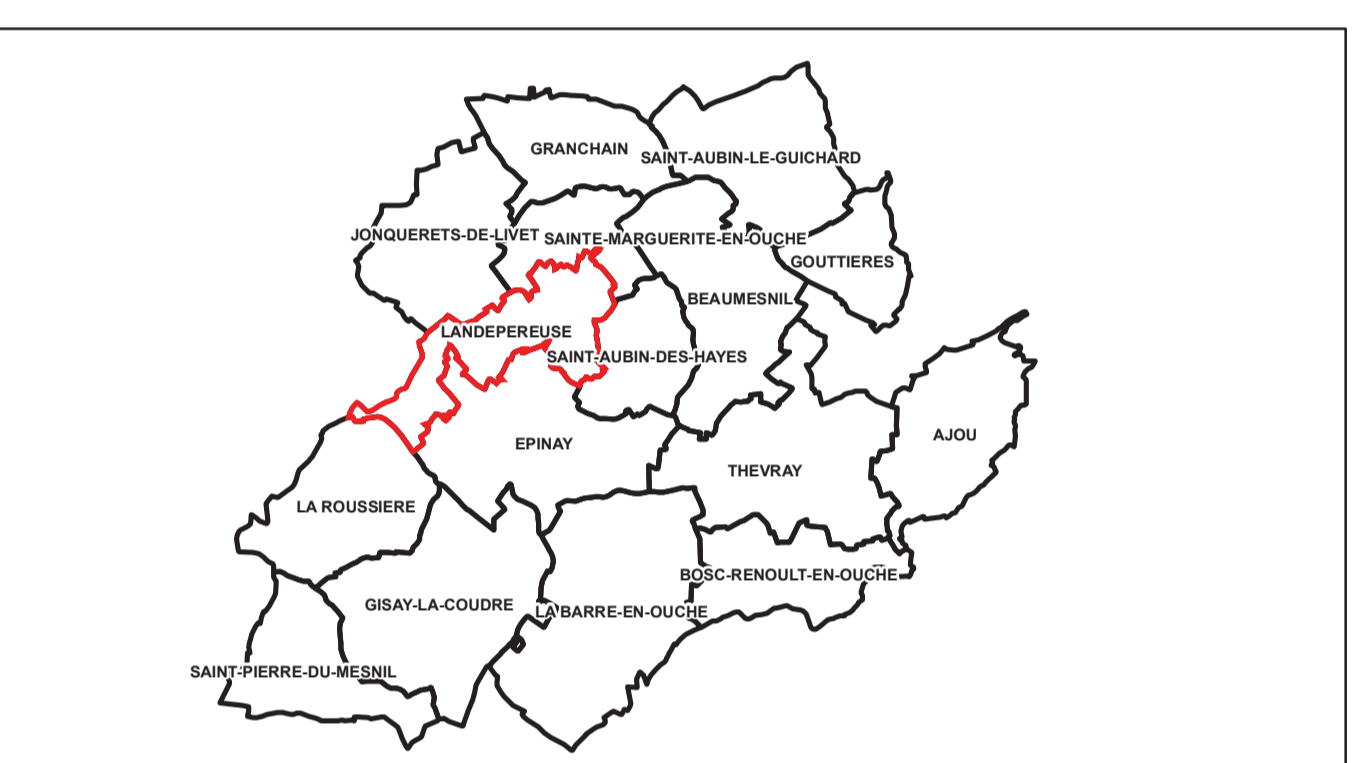 GRANCHAIN
SAINT-AUBIN-LE-GUICHARD
JONQUERETS-DE-LIVET
SAINTE-MARGUERITE-EN-OUCHE
GOUTTIERES
BEAUMESNIL
LANDEPEREUSE
SAINT-AUBIN-DES-HAYES
EPINAY
AJOU
THEVRAY
LA ROUSSIERE
BOSC-RENOULT-EN-OUCHE
GISAY-LA-COUDRE
LA BARRE-EN-OUCHE
SAINT-PIERRE-DU-MESNIL